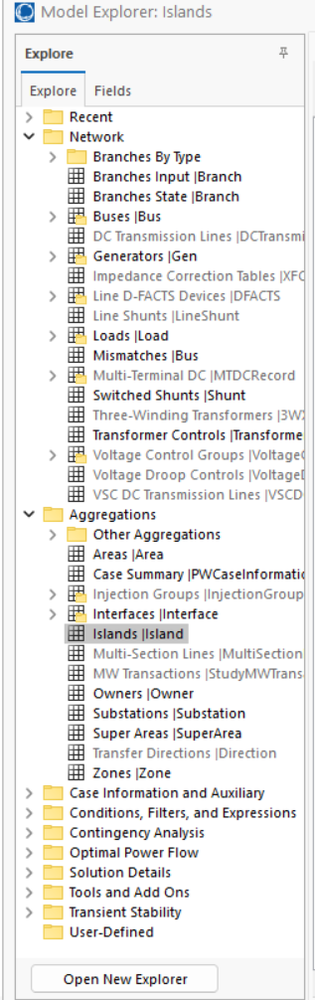 Model Explorer: Islands
Explore
Explore Fields
Recent
Network
Branches By Type
Branches Input |Branch
Branches State |Branch
Buses |Bus
DC Transmission Lines |DCTransmi
Generators |Gen
Impedance Correction Tables |XFC
Line D-FACTS Devices |DFACTS
Line Shunts |LineShunt
Loads |Load
Mismatches |Bus
Multi-Terminal DC |MTDCRecord
Switched Shunts |Shunt
Three-Winding Transformers |3WX
Transformer Controls |Transforme
Voltage Control Groups |VoltageC
Voltage Droop Controls |VoltageD
VSC DC Transmission Lines |VSCD
Aggregations
Other Aggregations
Areas |Area
Case Summary |PWCaseInformatio
Injection Groups |InjectionGroup
Interfaces |Interface
Islands |Island
Multi-Section Lines |MultiSection
MW Transactions |StudyMWTrans
Owners |Owner
Substations |Substation
Super Areas |SuperArea
Transfer Directions |Direction
Zones |Zone
Case Information and Auxiliary
Conditions, Filters, and Expressions
Contingency Analysis
Optimal Power Flow
Solution Details
Tools and Add Ons
Transient Stability
User-Defined
Open New Explorer